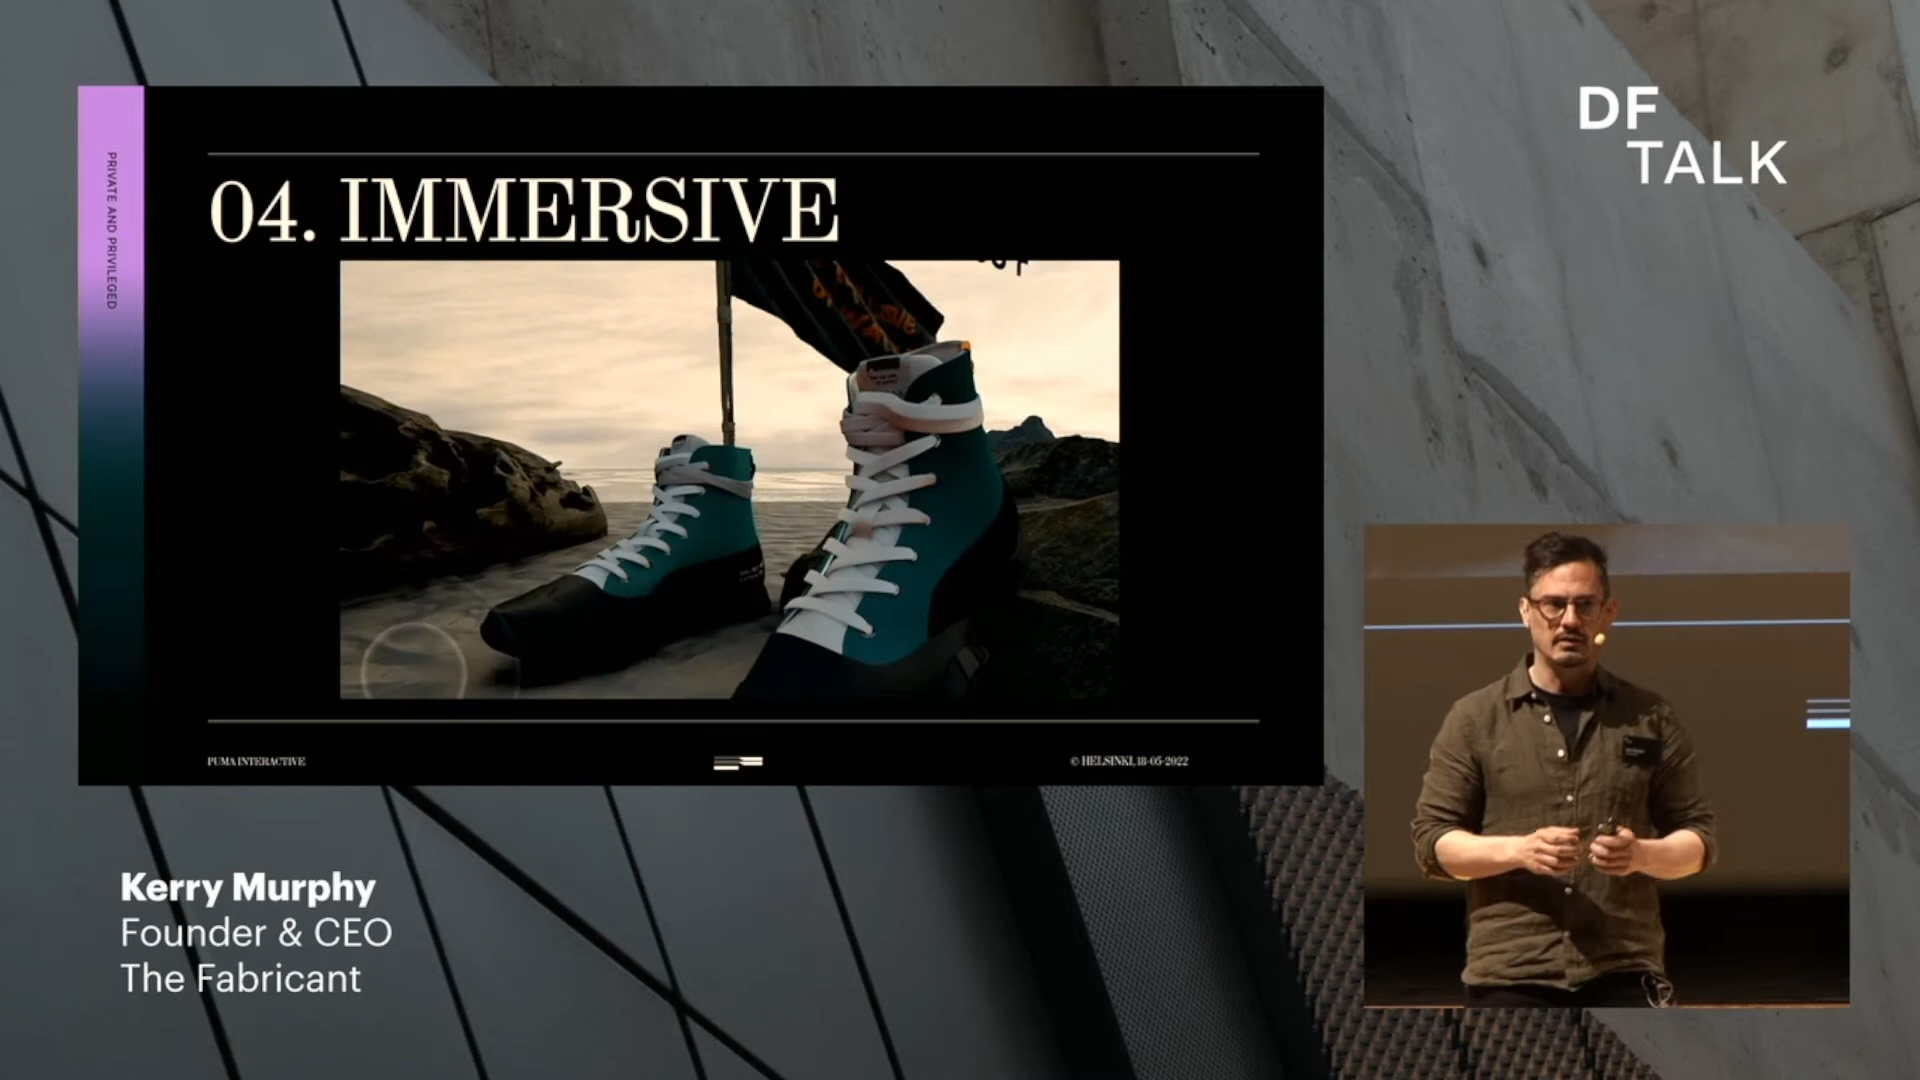 DF
TALK
PRIVATE AND PRIVILEGED
04. IMMERSIVE
PUMA INTERACTIVE
© HELSINKI, 18-05-2022
Kerry Murphy
Founder & CEO
The Fabricant